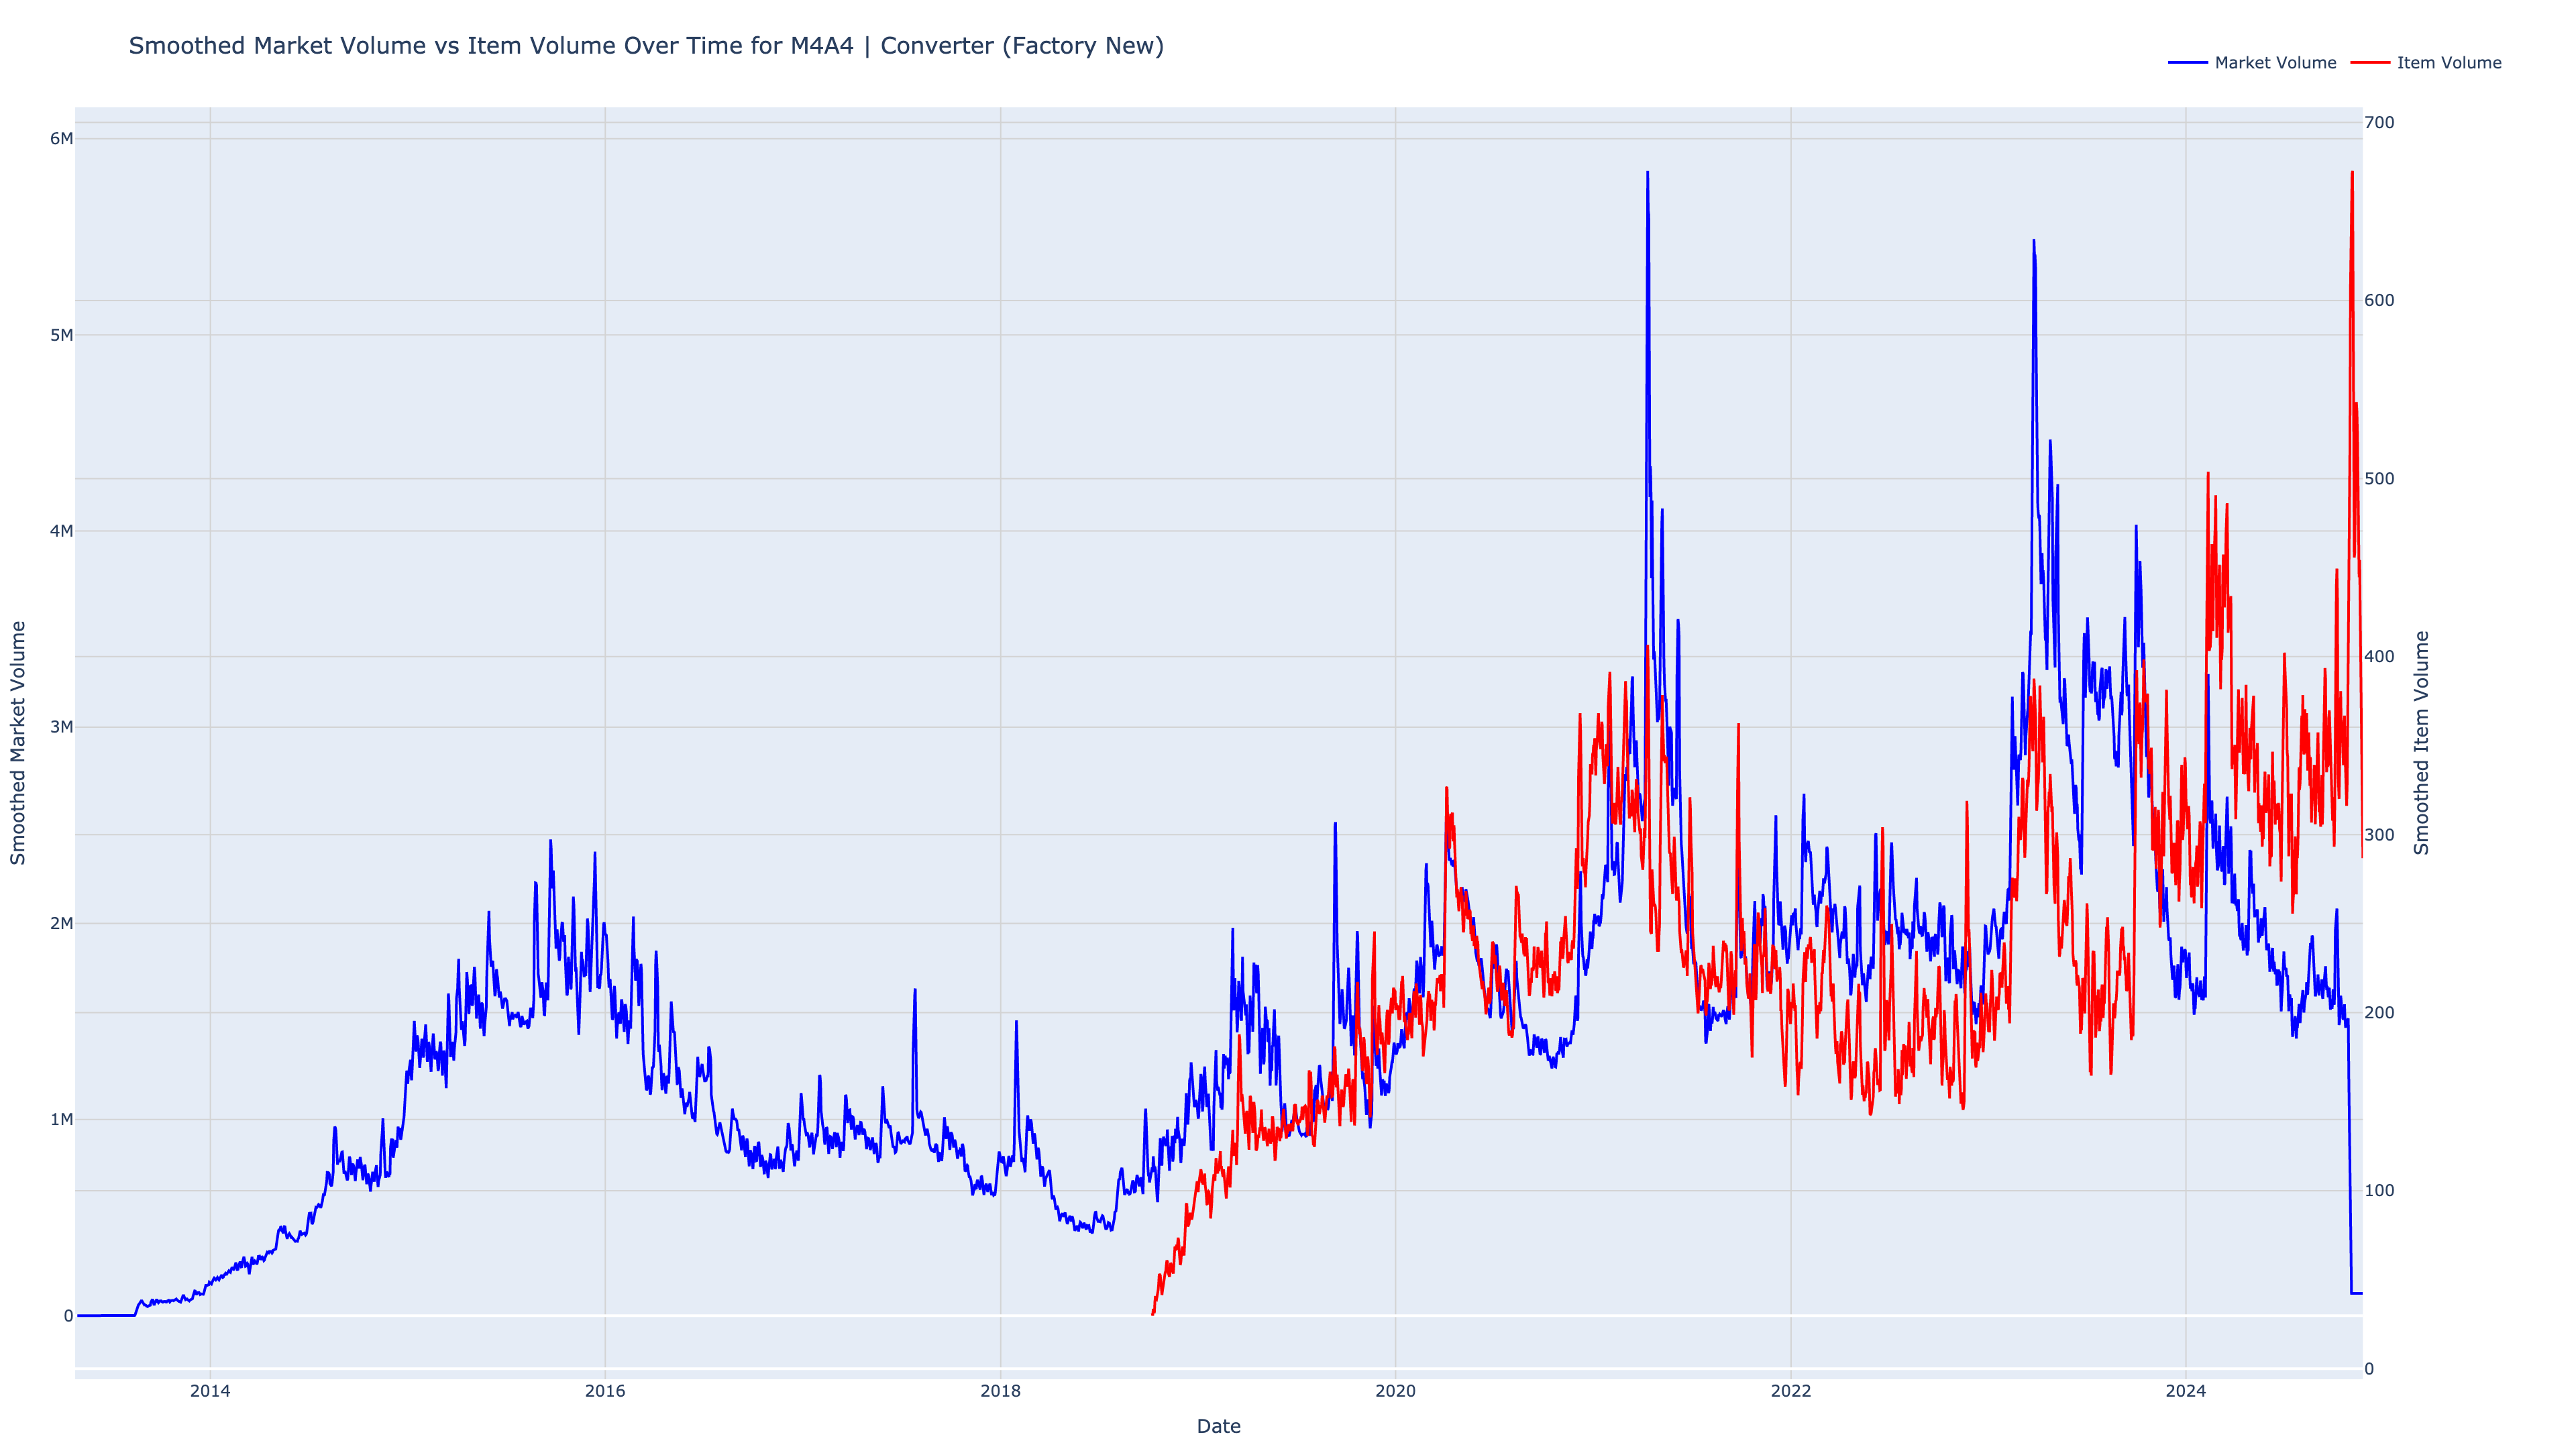 Smoothed Market Volume vs Item Volume Over Time for M4A4 | Converter (Factory New)
Market Volume
Item Volume
Smoothed Market Volume
6M
5M
4M
3M
2M
1M
0
700
600
500
400
300
200
100
0
Smoothed Item Volume
2014
2016
2018
2020
2022
2024
Date